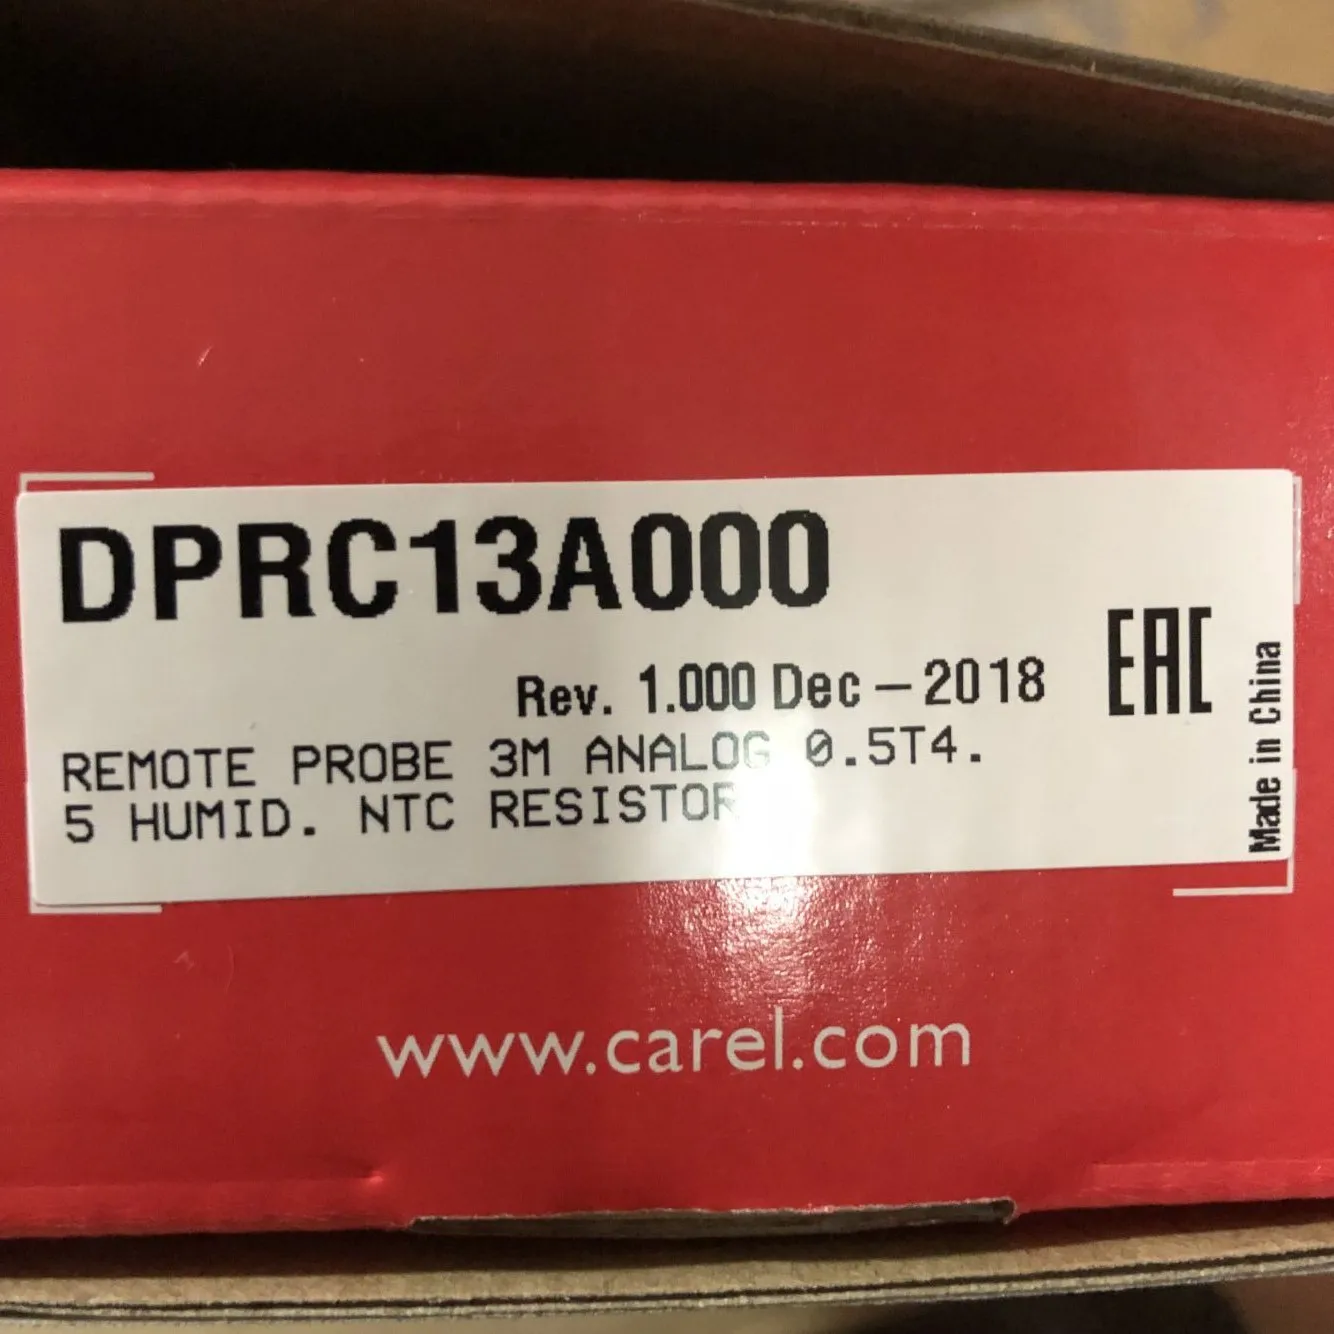 DPRC13A000
Rev. 1.000 Dec-2018
EAC
REMOTE PROBE 3M ANALOG 0.5T4.
5 HUMID. NTC RESISTOR
Made in China
www.carel.com